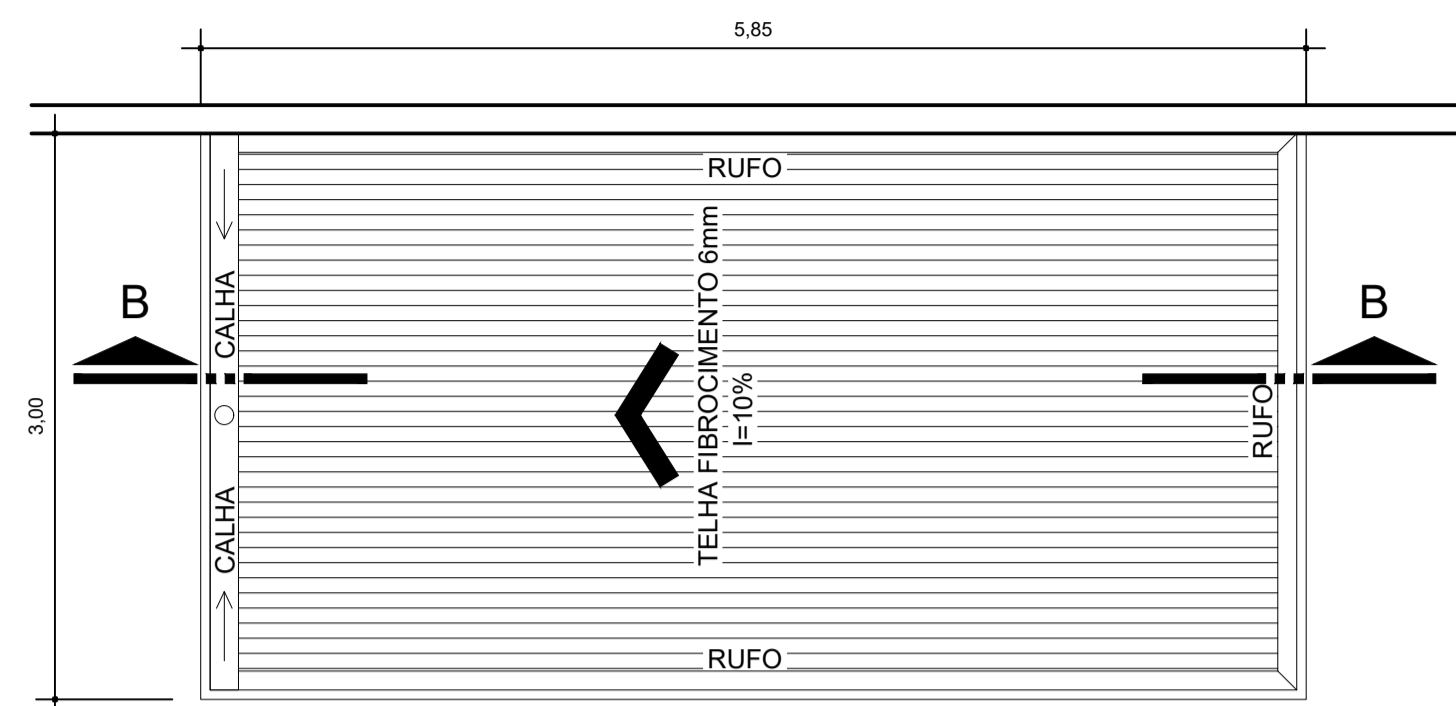 5,85
RUFO
TELHA FIBROCIMENTO 6mm
I=10%
CALHA
B
B
3,00
RUFO
CALHA
RUFO